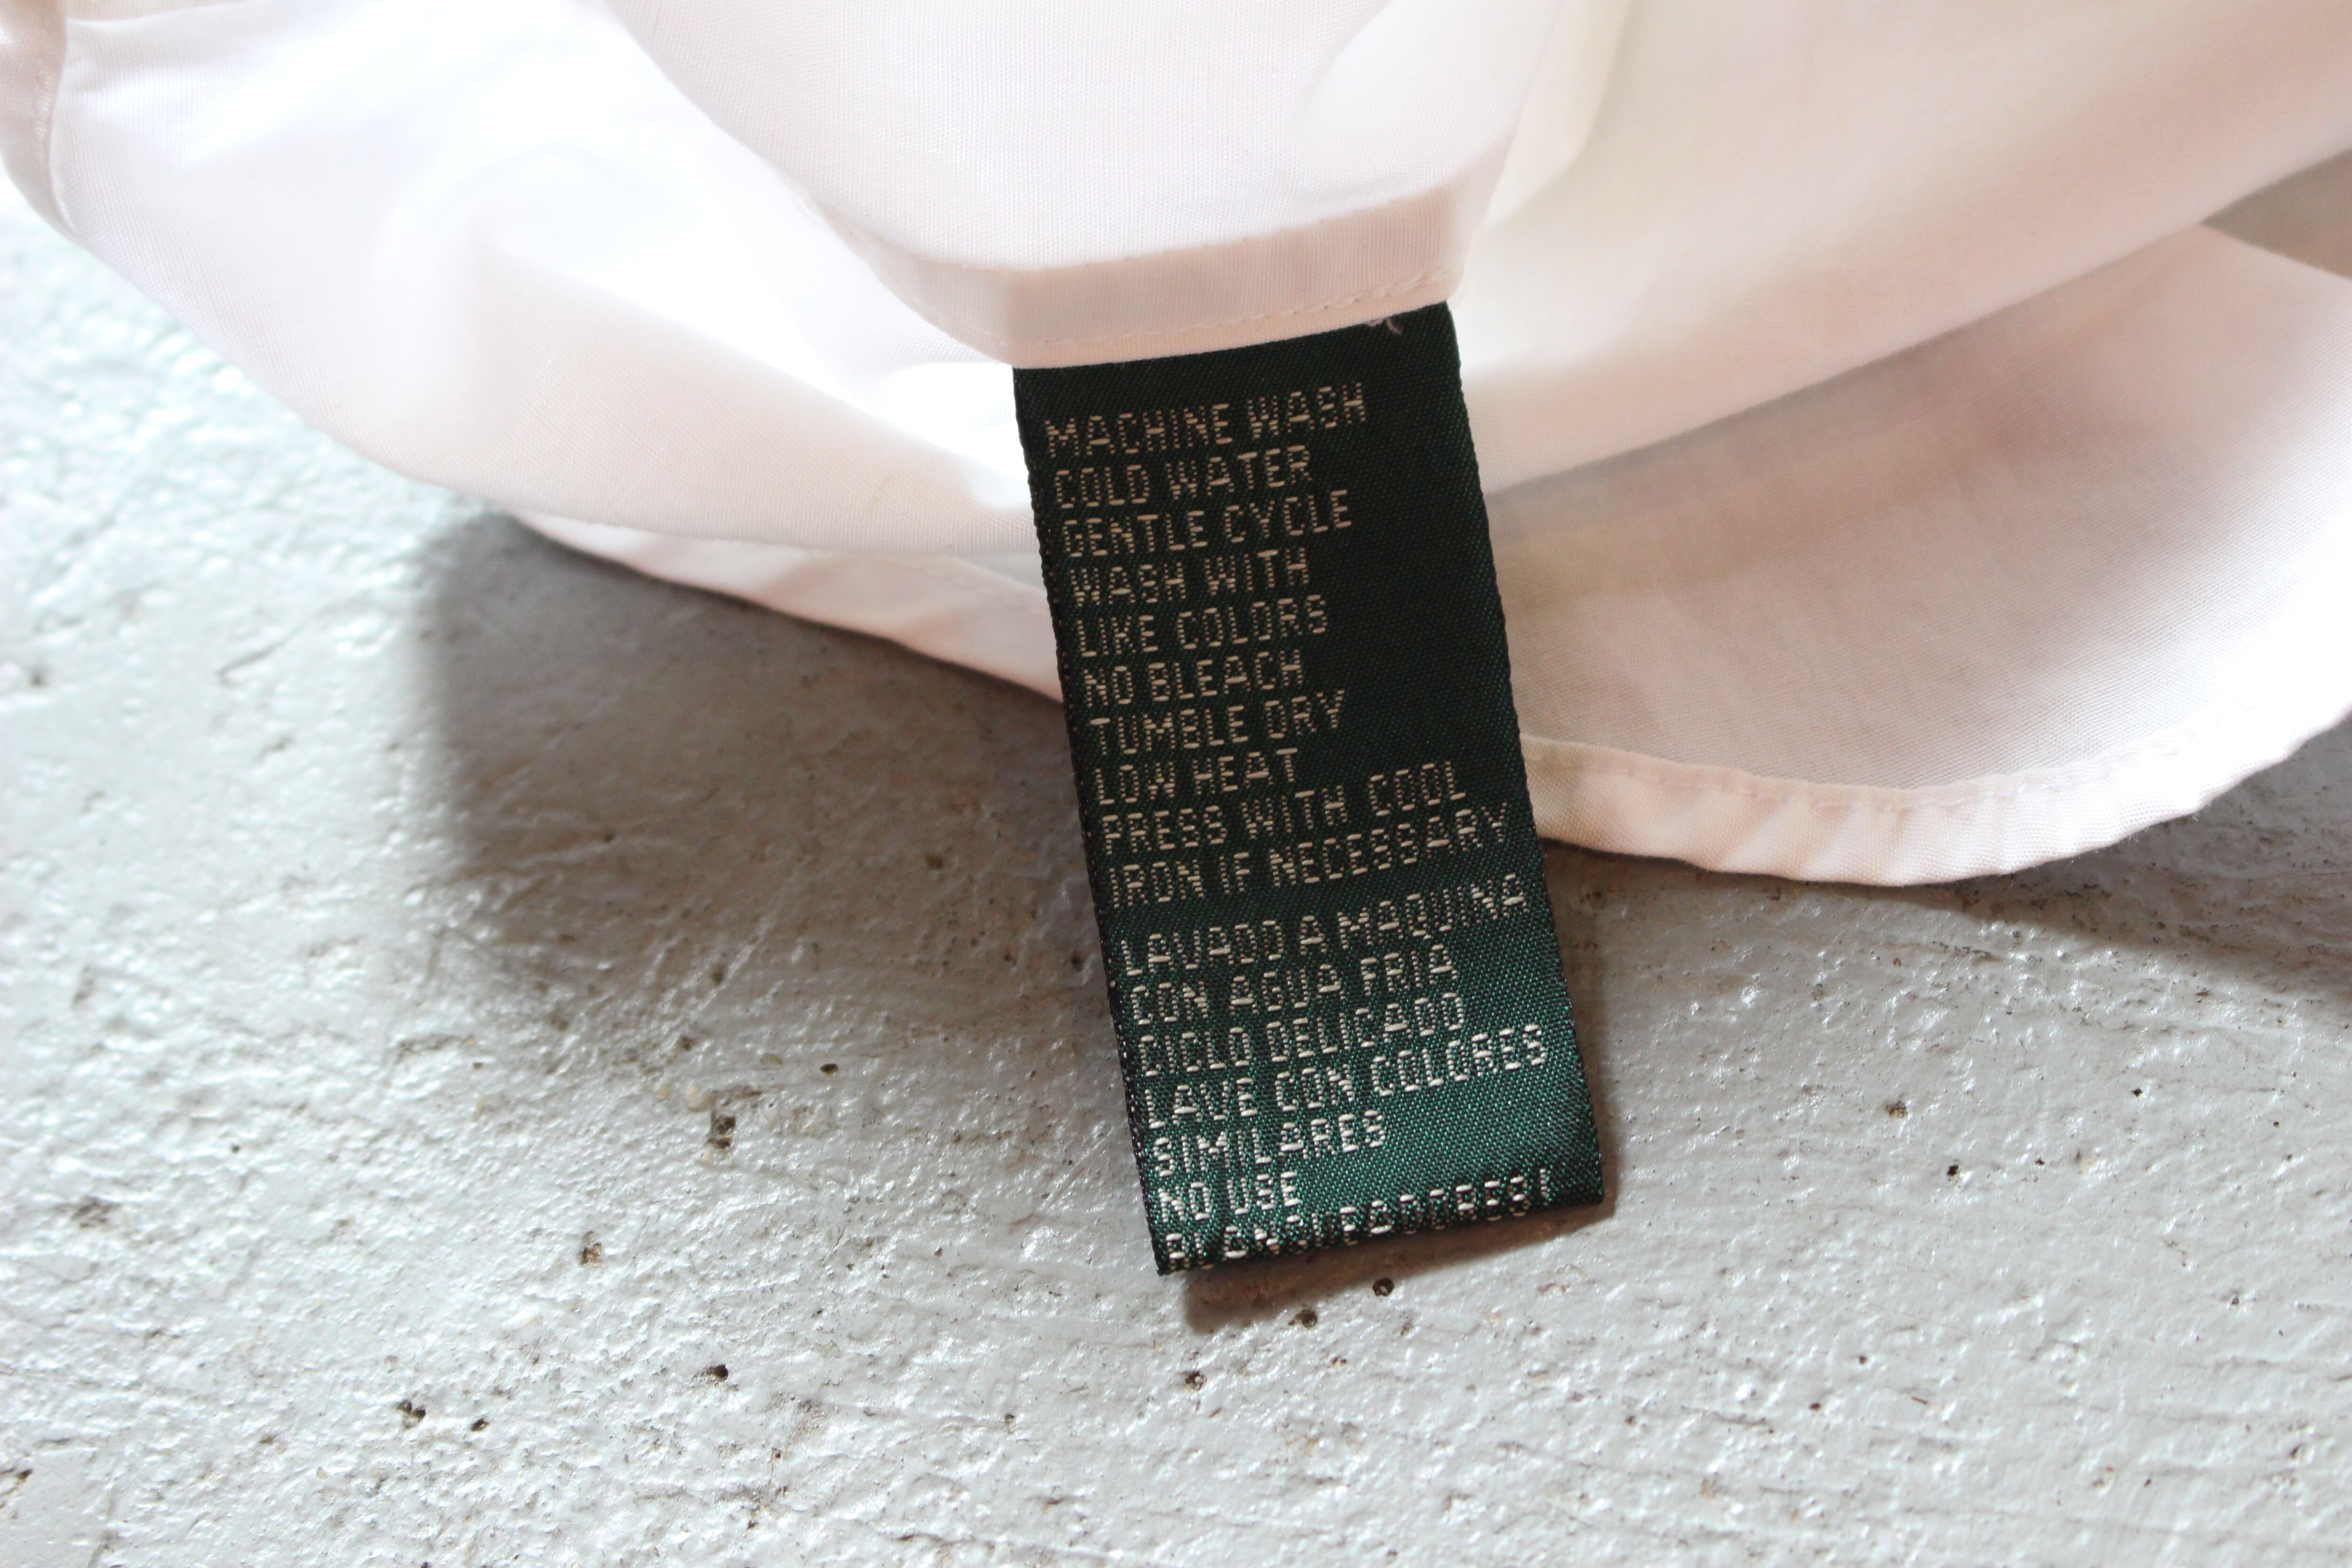 MACHINE WASH
COLD WATER
GENTLE CYCLE
WASH WITH
LIKE COLORS
NO BLEACH
TUMBLE DRY
LOW HEAT
PRESS WITH COOL
IRON IF NECESSARY
LAVADO A MAQUINA
CON AGUA FRIA
CICLO DELICADO
LAVE CON COLORES
SIMILARES
NO USE